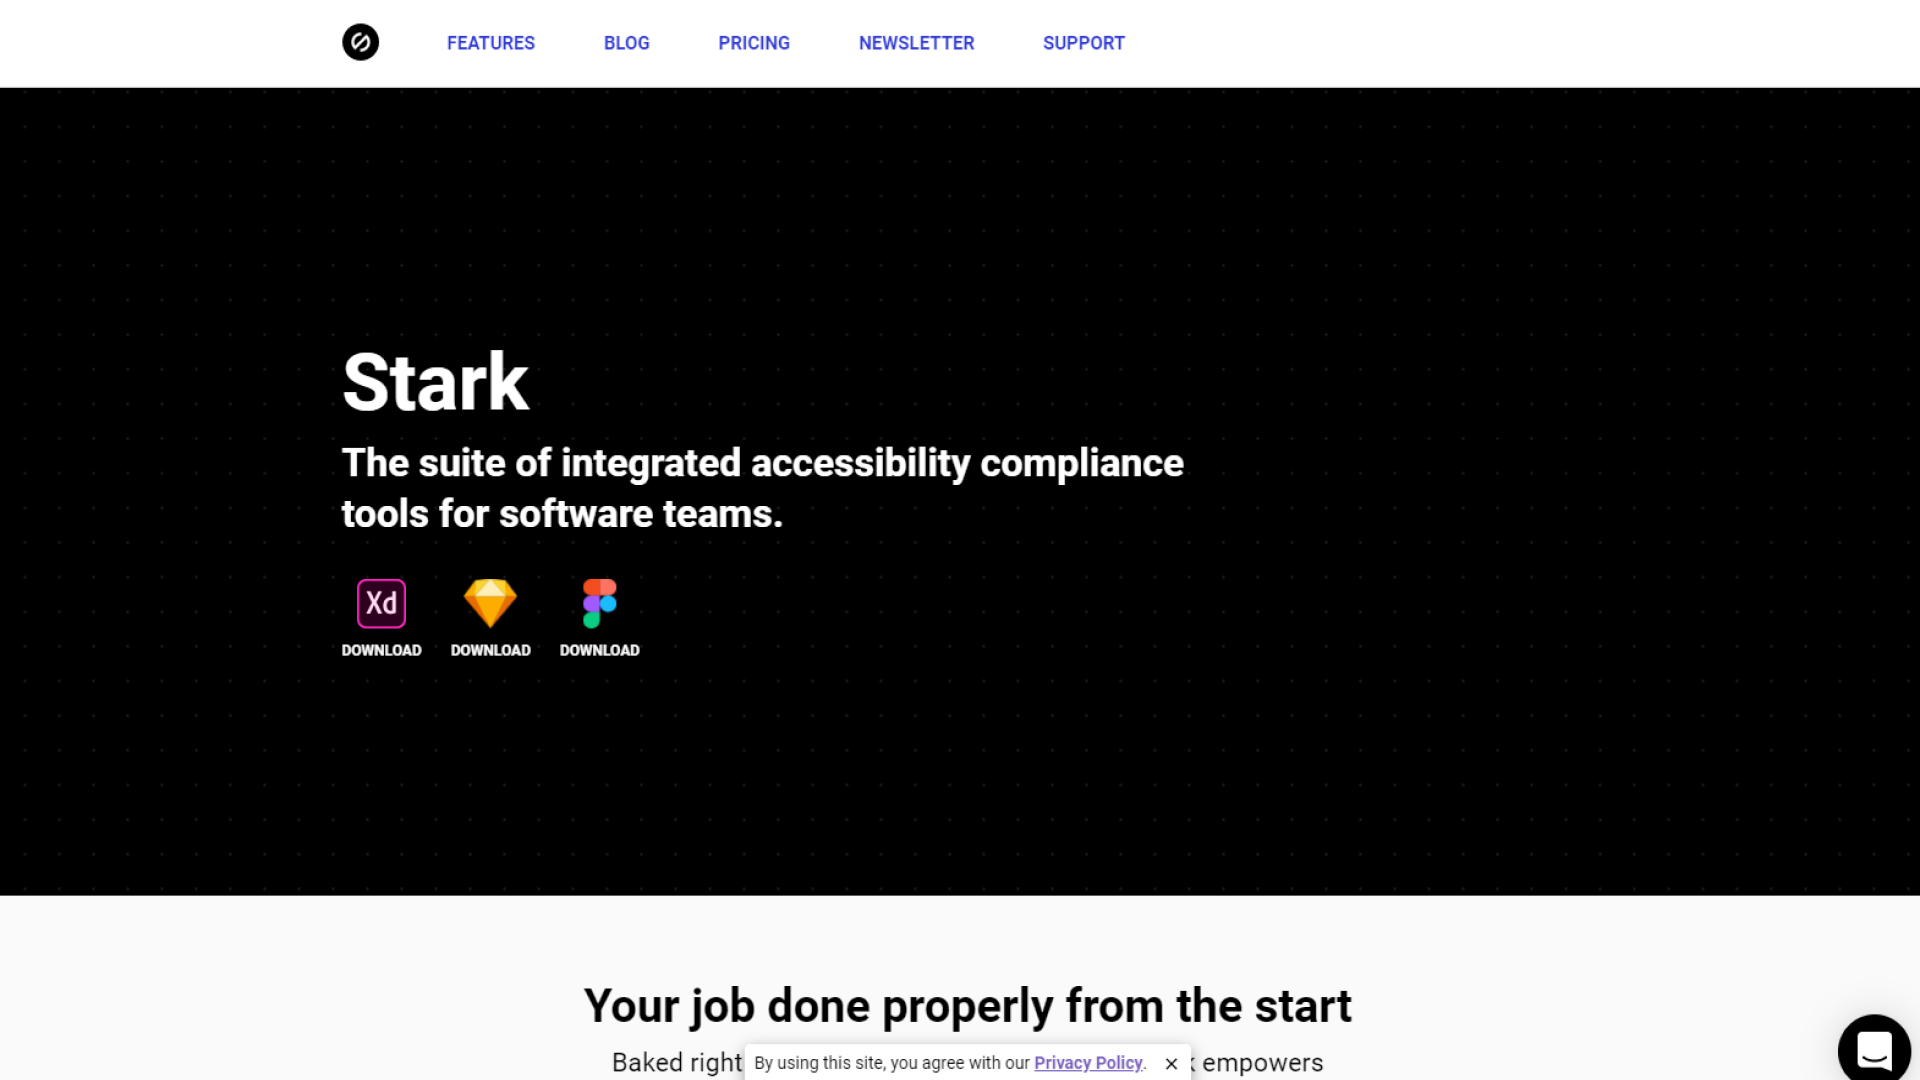 FEATURES BLOG PRICING NEWSLETTER SUPPORT
Stark
The suite of integrated accessibility compliance
tools for software teams.
Xd
DOWNLOAD DOWNLOAD DOWNLOAD
Your job done properly from the start
Baked right
empowers
By using this site, you agree with our Privacy Policy. ×